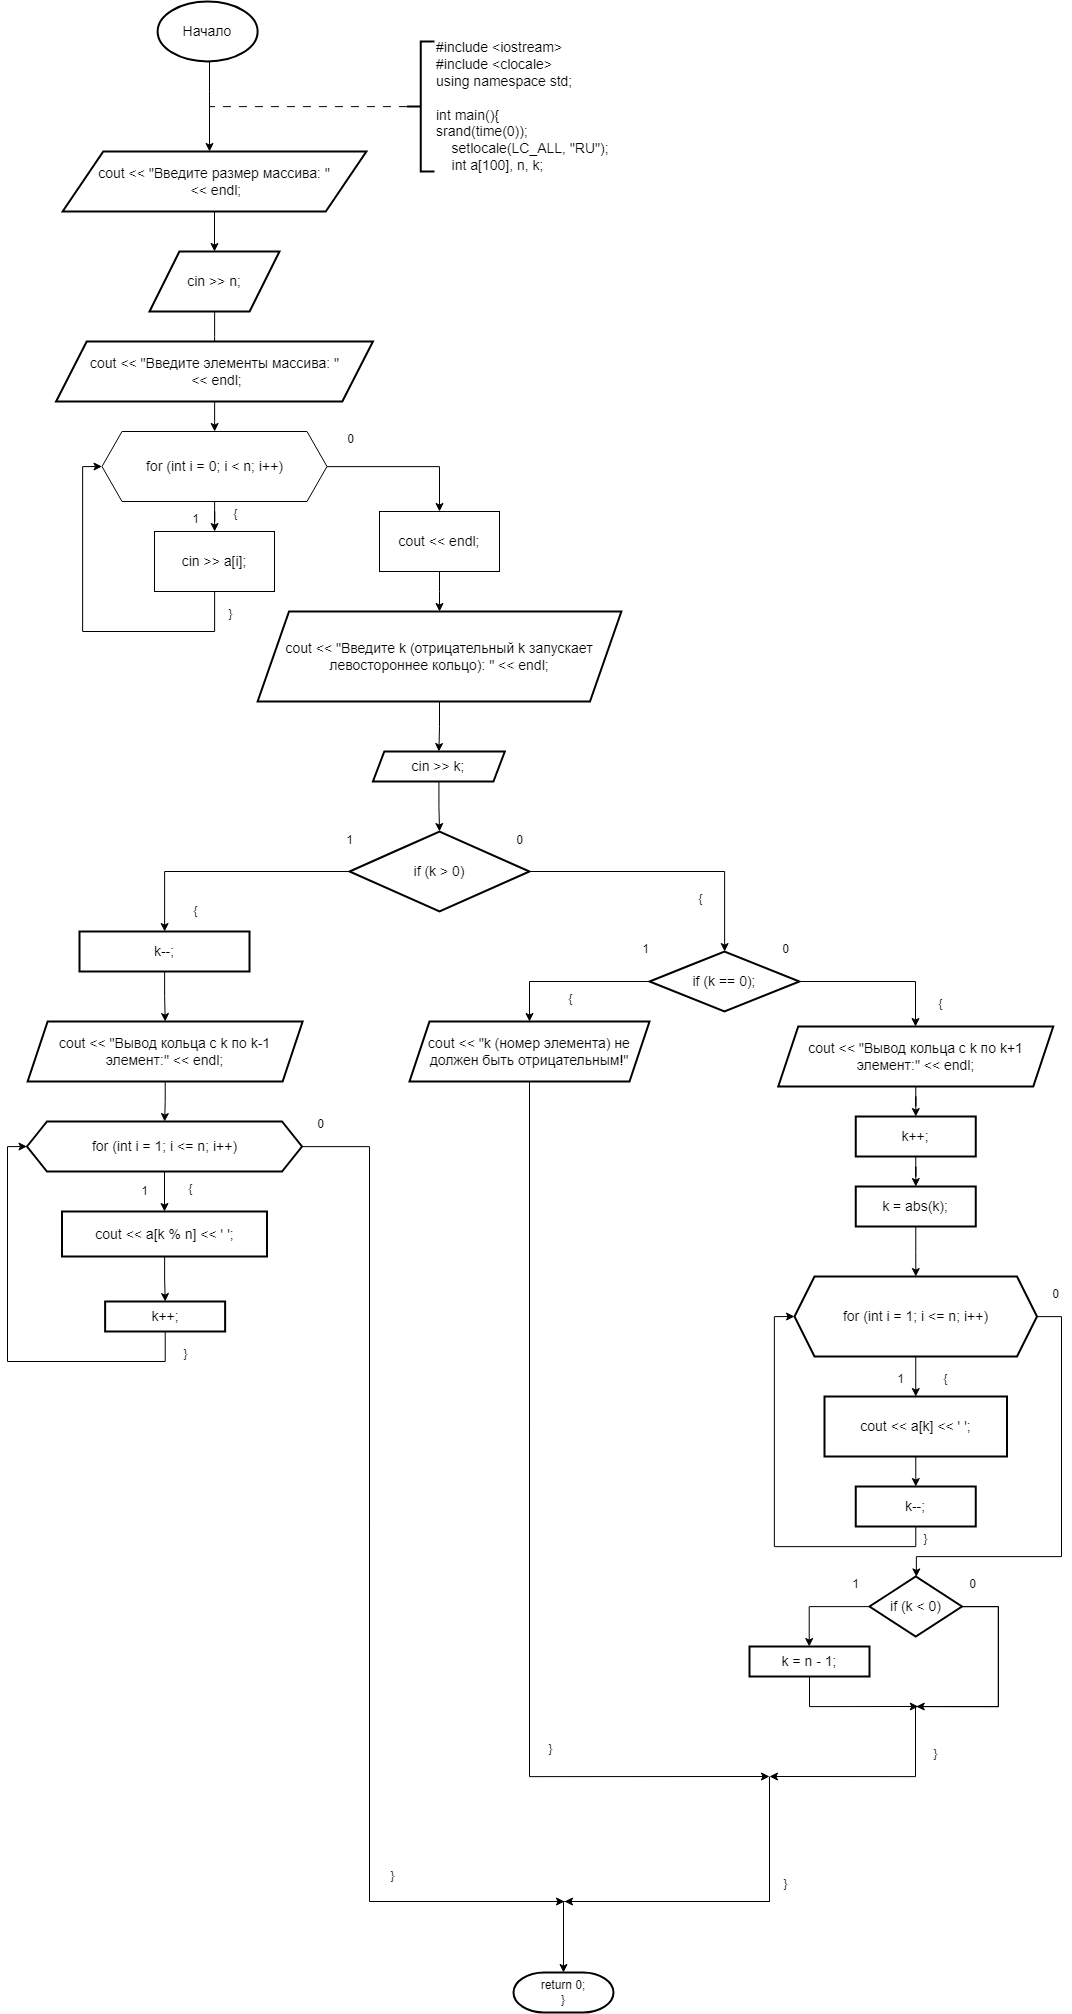 Начало
#include <iostream>
#include <clocale>
using namespace std;
int main(){
srand(time(0));
setlocale(LC_ALL, "RU");
int a[100], n, k;
cout << "Введите размер массива: "
<< endl;
cin >> n;
cout << "Введите элементы массива: "
<< endl;
0
for (int i = 0; i < n; i++)
1
{
cin >> a[i];
}
cout << endl;
cout << "Введите k (отрицательный k запускает
левостороннее кольцо): " << endl;
cin >> k;
1
0
if (k > 0)
{
{
k--;
1
0
if (k == 0);
{
{
cout << "Вывод кольца с k по k-1
элемент:" << endl;
cout << "k (номер элемента) не
должен быть отрицательным!"
cout << "Вывод кольца с k по k+1
элемент:" << endl;
0
for (int i = 1; i <= n; i++)
1
{
cout << a[k % n] << ' ';
k++;
}
k++;
k = abs(k);
0
for (int i = 1; i <= n; i++)
1
{
cout << a[k] << ' ';
k--;
}
1
0
if (k < 0)
k = n - 1;
}
}
}
}
return 0;
}